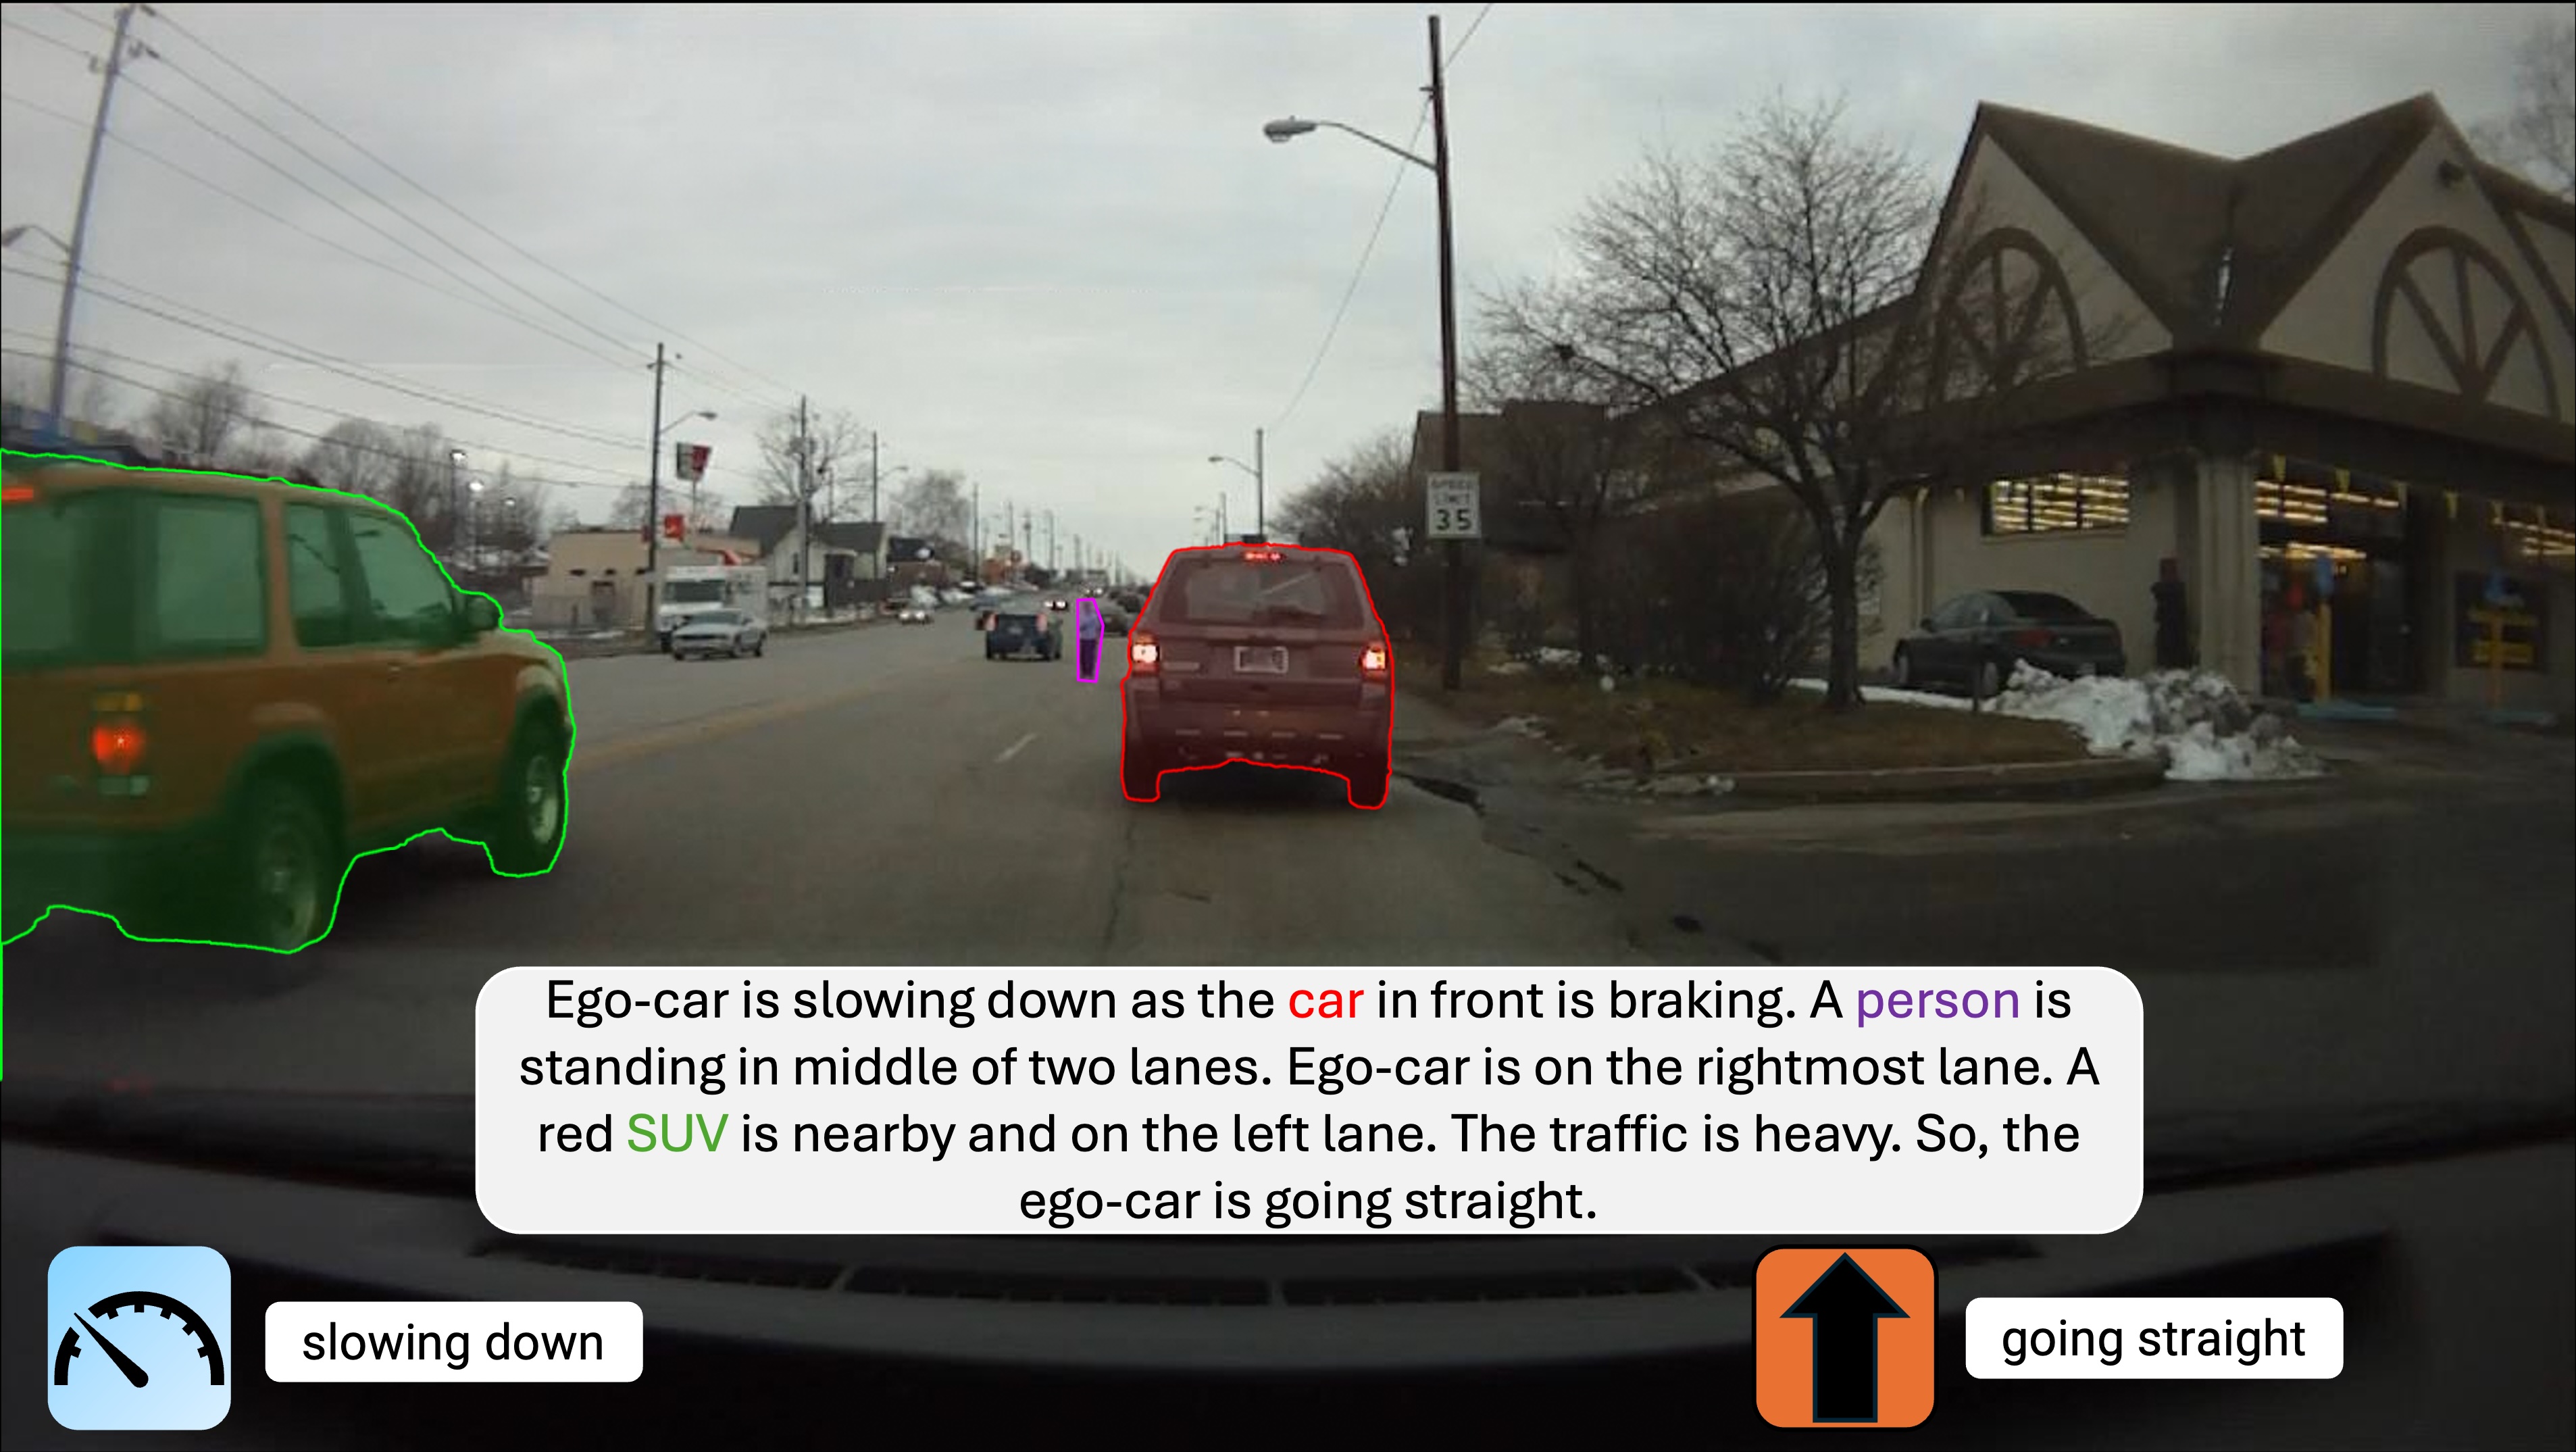 SPEED
LIMIT
35
Ego-car is slowing down as the car in front is braking. A person is
standing in middle of two lanes. Ego-car is on the rightmost lane. A
red SUV is nearby and on the left lane. The traffic is heavy. So, the
ego-car is going straight.
slowing down
going straight